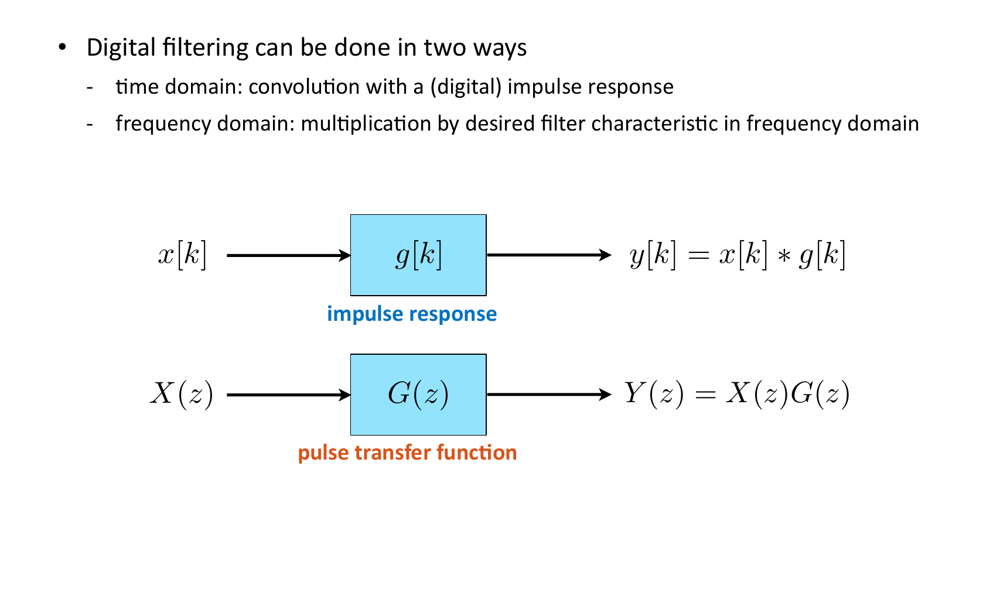 • Digital filtering can be done in two ways
- time domain: convolution with a (digital) impulse response
- frequency domain: multiplication by desired filter characteristic in frequency domain
x[k] g[k] y[k] = x[k] ∗ g[k]
impulse response
X(z) G(z) Y(z) = X(z)G(z)
pulse transfer function